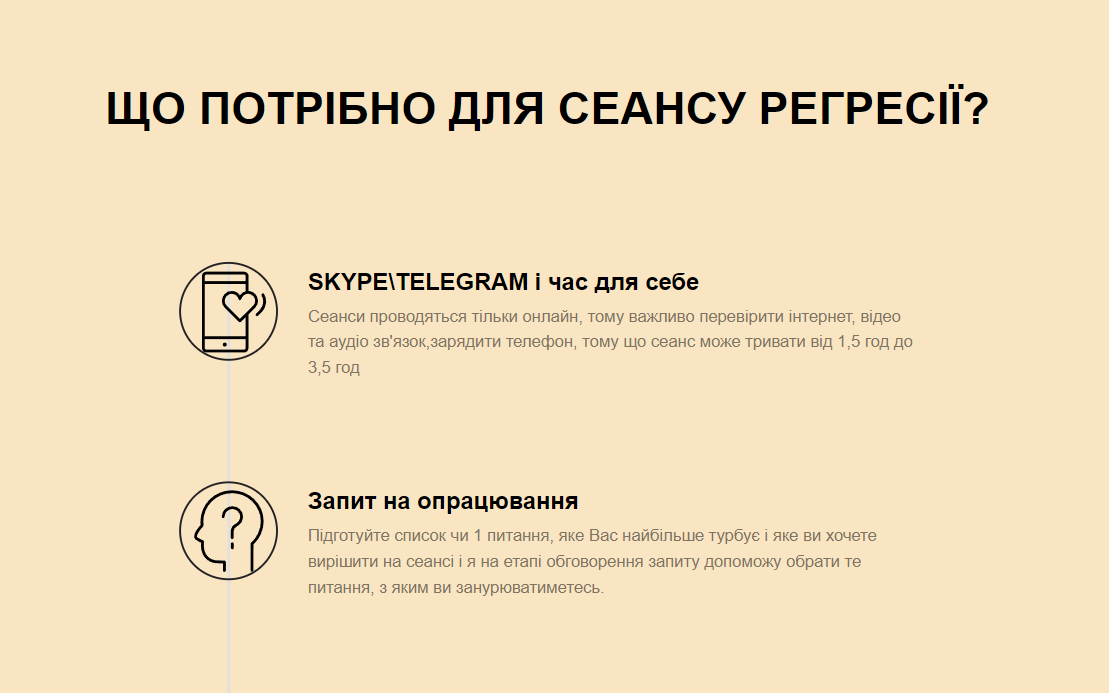 ЩО ПОТРІБНО ДЛЯ СЕАНСУ РЕГРЕСІЇ?
SKYPE\TELEGRAM і час для себе
Сеанси проводяться тільки онлайн, тому важливо перевірити інтернет, відео
та аудіо зв'язок,зарядити телефон, тому що сеанс може тривати від 1,5 год до
3,5 год
Запит на опрацювання
Підготуйте список чи 1 питання, яке Вас найбільше турбує і яке ви хочете
вирішити на сеансі і я на етапі обговорення запиту допоможу обрати те
питання, з яким ви занурюватиметесь.